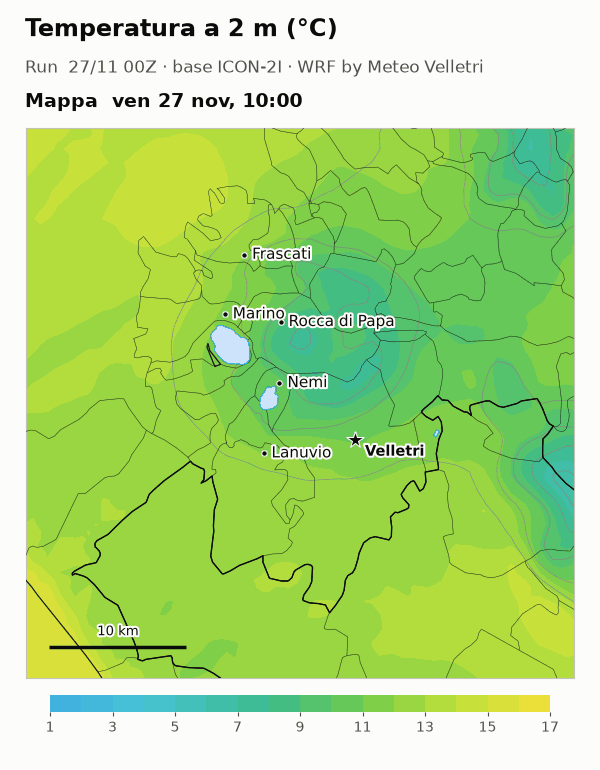 Temperatura a 2 m (°C)
Run  27/11 00Z · base ICON-2I · WRF by Meteo Velletri
Mappa  ven 27 nov, 10:00
Frascati
Marino
Rocca di Papa
Nemi
Velletri
Lanuvio
10 km
1 3 5 7 9 11 13 15 17